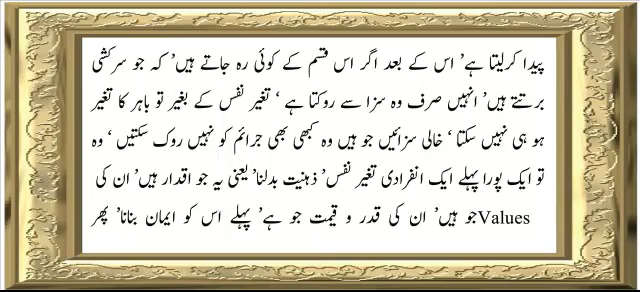 پیدا کرلیتا ہے' اس کے بعد اگر اس قسم کے کوئی رہ جاتے ہیں' کہ جو سرکشی
برتتے ہیں' انہیں صرف وہ سزا سے روکتا ہے ' تغیر نفس کے بغیر تو باہر کا تغیر
ہو ہی نہیں سکتا ' خالی سزائیں جو ہیں وہ کبھی بھی جرائم کو نہیں روک سکتیں ' وہ
تو ایک پورا پہلے ایک انفرادی تغیر نفس' ذہنیت بدلنا' یعنی یہ جو اقدار ہیں' ان کی
Values جو ہیں' ان کی قدر و قیمت جو ہے' پہلے اس کو ایمان بنانا' پھر